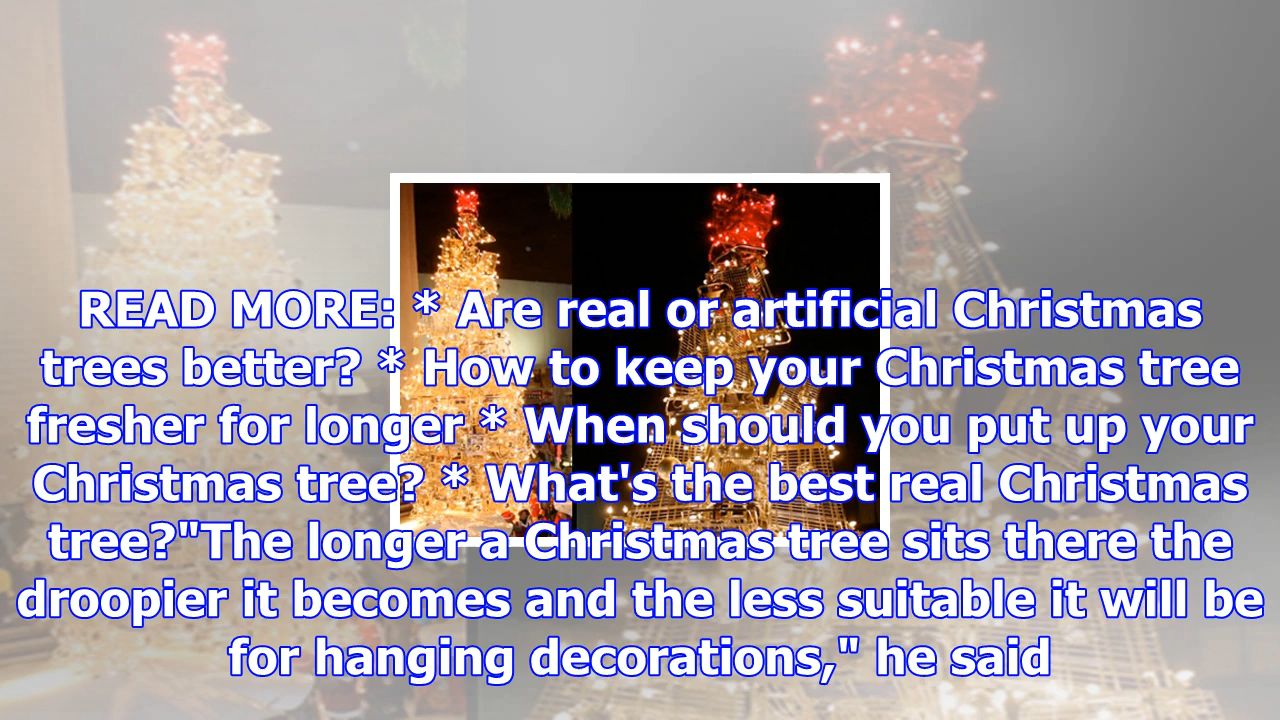 READ MORE: * Are real or artificial Christmas
trees better? * How to keep your Christmas tree
fresher for longer * When should you put up your
Christmas tree? * What's the best real Christmas
tree?"The longer a Christmas tree sits there the
droopier it becomes and the less suitable it will be
for hanging decorations," he said